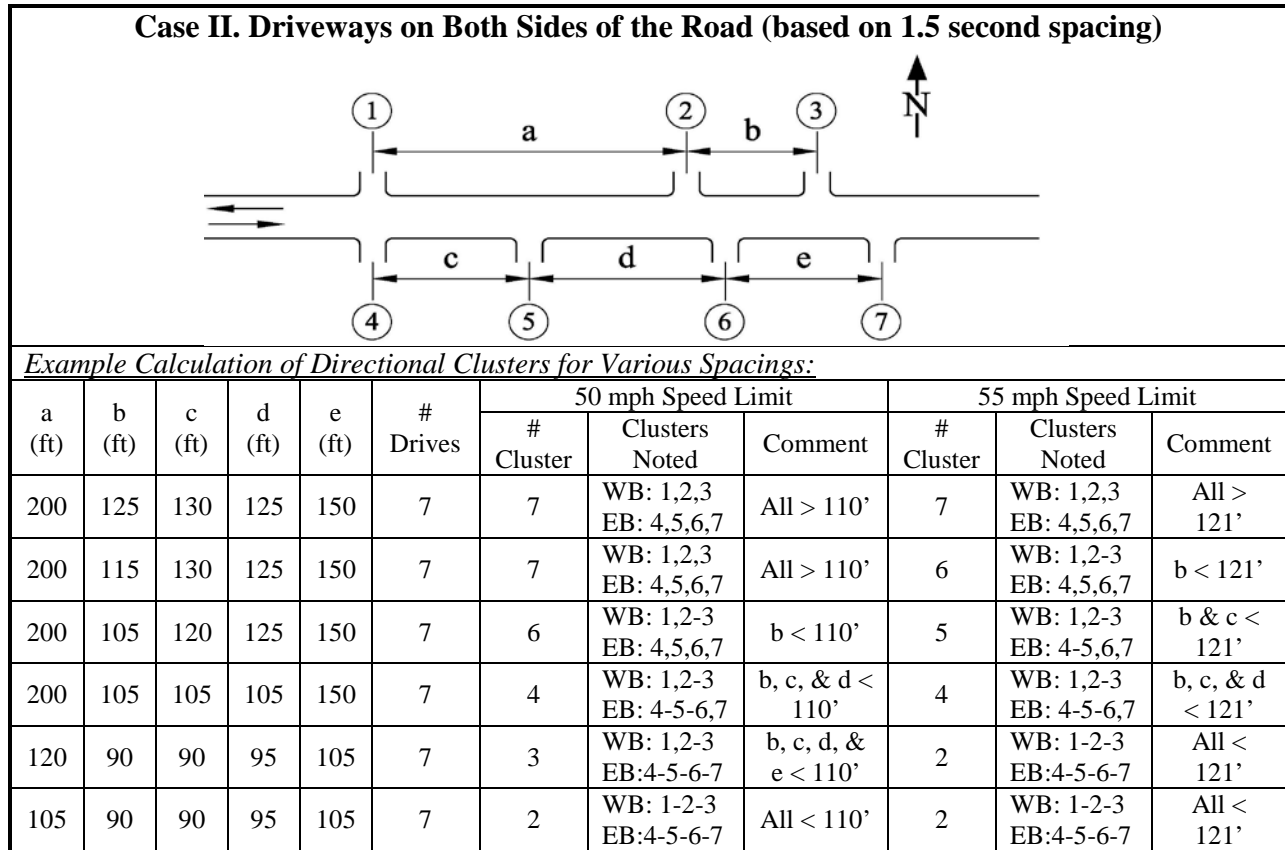 Case II. Driveways on Both Sides of the Road (based on 1.5 second spacing)
1 2 3 N
a b
c d e
4 5 6 7
Example Calculation of Directional Clusters for Various Spacings:
a (ft) b (ft) c (ft) d (ft) e (ft) # Drives 50 mph Speed Limit 55 mph Speed Limit
# Cluster Clusters Noted Comment # Cluster Clusters Noted Comment
200 125 130 125 150 7 7 WB: 1,2,3 EB: 4,5,6,7 All > 110’ 7 WB: 1,2,3 EB: 4,5,6,7 All > 121’
200 115 130 125 150 7 7 WB: 1,2,3 EB: 4,5,6,7 All > 110’ 6 WB: 1,2-3 EB: 4,5,6,7 b < 121’
200 105 120 125 150 7 6 WB: 1,2-3 EB: 4,5,6,7 b < 110’ 5 WB: 1,2-3 EB: 4-5,6,7 b & c < 121’
200 105 105 105 150 7 4 WB: 1,2-3 EB: 4-5-6,7 b, c, & d < 110’ 4 WB: 1,2-3 EB: 4-5-6,7 b, c, & d < 121’
120 90 90 95 105 7 3 WB: 1,2-3 EB:4-5-6-7 b, c, d, & e < 110’ 2 WB: 1-2-3 EB:4-5-6-7 All < 121’
105 90 90 95 105 7 2 WB: 1-2-3 EB:4-5-6-7 All < 110’ 2 WB: 1-2-3 EB:4-5-6-7 All < 121’